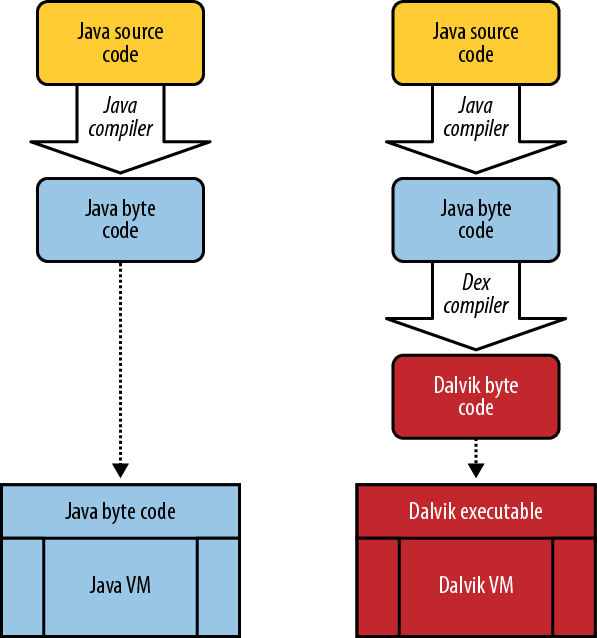 Java source
code
Java
compiler
Java byte
code
Java byte code
Java VM
Java source
code
Java
compiler
Java byte
code
Dex
compiler
Dalvik byte
code
Dalvik executable
Dalvik VM